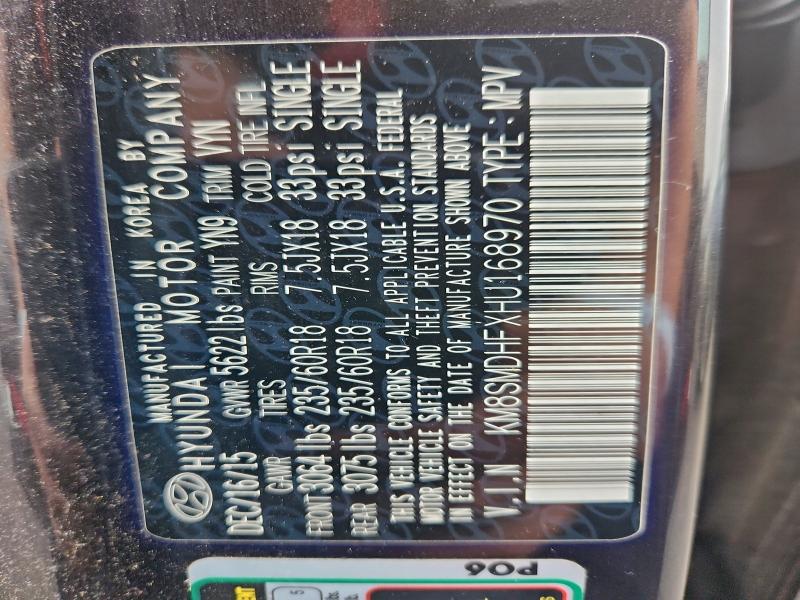 MANUFACTURED IN KOREA BY
HYUNDAI MOTOR COMPANY
DEC/16/15 GVWR 5622 lbs PAINT YN9 TRIM VYN
GAWR TIRES RIMS COLD TIRE INFL
FRONT 3064 lbs 235/60R18 7.5JX18 33psi SINGLE
REAR 3075 lbs 235/60R18 7.5JX18 33psi SINGLE
THIS VEHICLE CONFORMS TO ALL APPLICABLE U.S.A. FEDERAL
MOTOR VEHICLE SAFETY AND THEFT PREVENTION STANDARDS
IN EFFECT ON THE DATE OF MANUFACTURE SHOWN ABOVE
V.I.N KM8SMDHFXHU168970 TYPE : MPV
P06